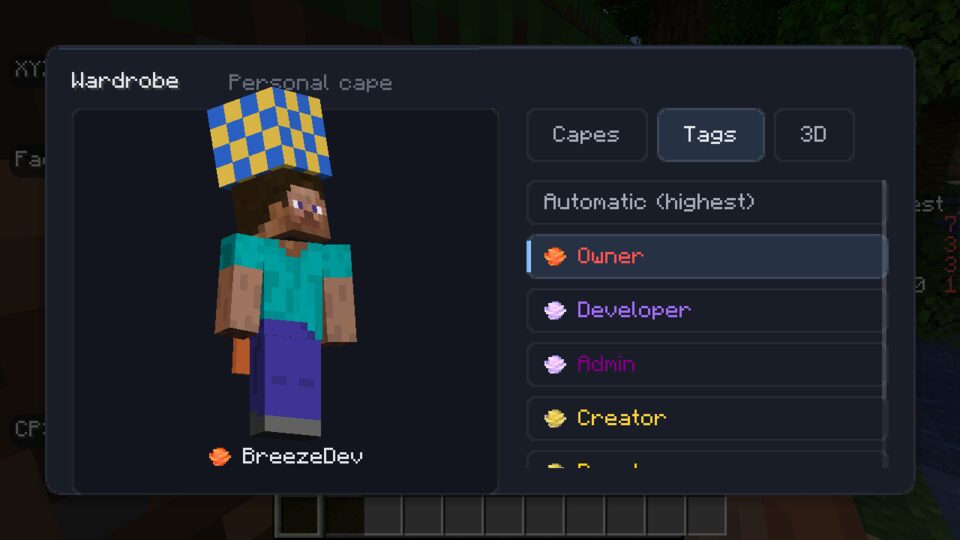 Wardrobe
Personal cape
Capes
Tags
3D
Automatic (highest)
Owner
Developer
Admin
Creator
BreezeDev